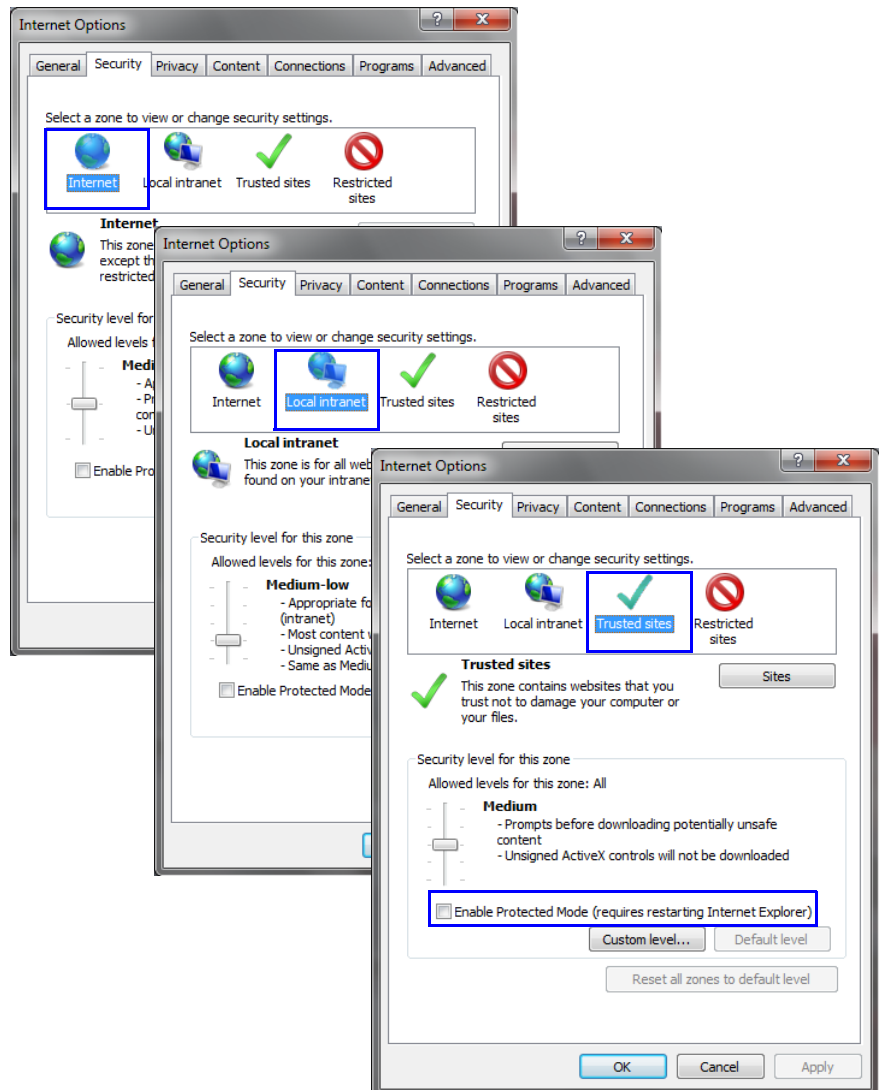 Internet Options
?
X
General Security Privacy Content Connections Programs Advanced
Select a zone to view or change security settings.
Internet Local intranet Trusted sites Restricted
sites
Internet
This zone
except th
restricted
Security level for
Allowed levels f
Medi
- A
- Pr
con
- U
Enable Pro
Internet Options
?
X
General Security Privacy Content Connections Programs Advanced
Select a zone to view or change security settings.
Internet Local intranet Trusted sites Restricted
sites
Local intranet
This zone is for all web
found on your intrane
Security level for this zone
Allowed levels for this zone:
Medium-low
- Appropriate fo
(intranet)
- Most content w
- Unsigned Activ
- Same as Mediu
Enable Protected Mode
Internet Options
?
X
General Security Privacy Content Connections Programs Advanced
Select a zone to view or change security settings.
Internet Local intranet Trusted sites Restricted
sites
Trusted sites
This zone contains websites that you
trust not to damage your computer or
your files.
Sites
Security level for this zone
Allowed levels for this zone: All
Medium
- Prompts before downloading potentially unsafe
content
- Unsigned ActiveX controls will not be downloaded
Enable Protected Mode (requires restarting Internet Explorer)
Custom level... Default level
Reset all zones to default level
OK Cancel Apply